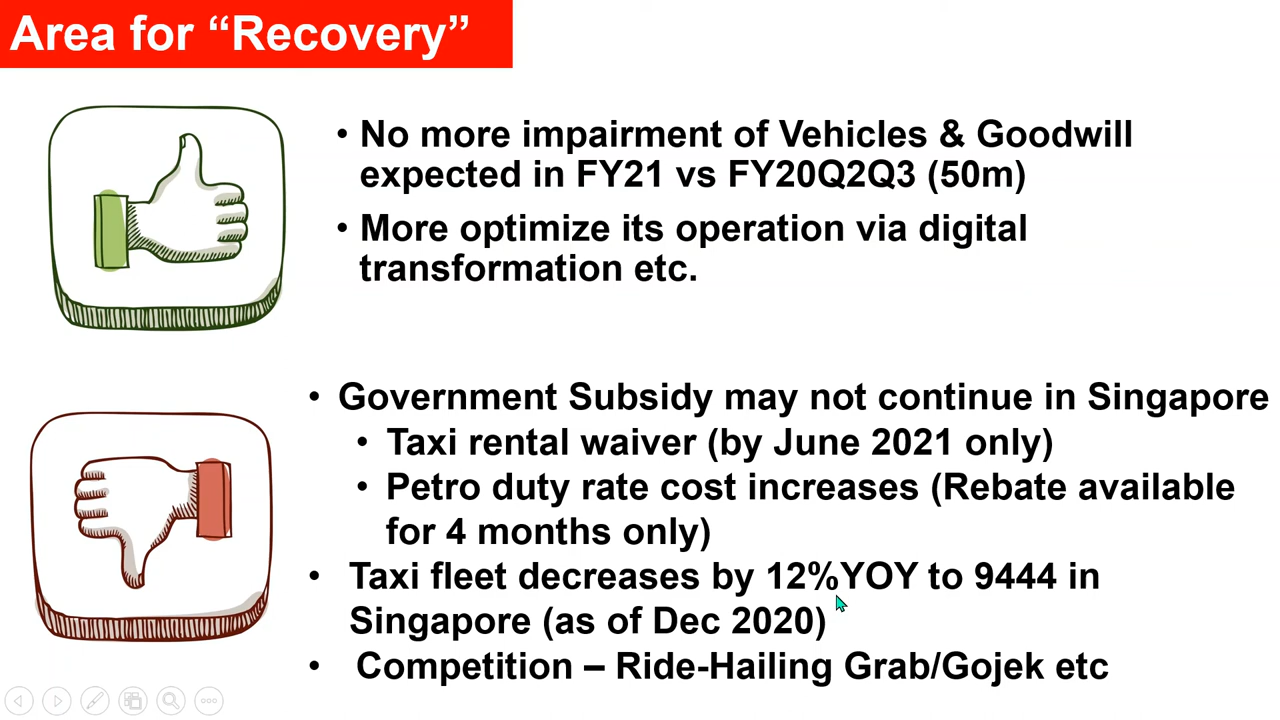 Area for “Recovery”
• No more impairment of Vehicles & Goodwill
expected in FY21 vs FY20Q2Q3 (50m)
• More optimize its operation via digital
transformation etc.
• Government Subsidy may not continue in Singapore
• Taxi rental waiver (by June 2021 only)
• Petro duty rate cost increases (Rebate available
for 4 months only)
• Taxi fleet decreases by 12%YOY to 9444 in
Singapore (as of Dec 2020)
• Competition – Ride-Hailing Grab/Gojek etc